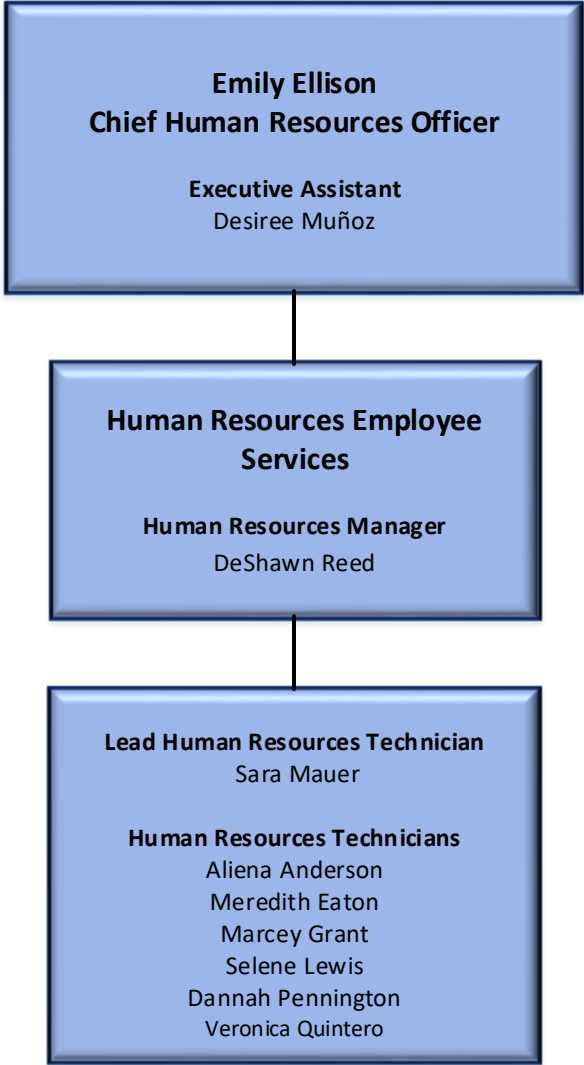 Emily Ellison
Chief Human Resources Officer
Executive Assistant
Desiree Muñoz
Human Resources Employee
Services
Human Resources Manager
DeShawn Reed
Lead Human Resources Technician
Sara Mauer
Human Resources Technicians
Aliena Anderson
Meredith Eaton
Marcey Grant
Selene Lewis
Dannah Pennington
Veronica Quintero